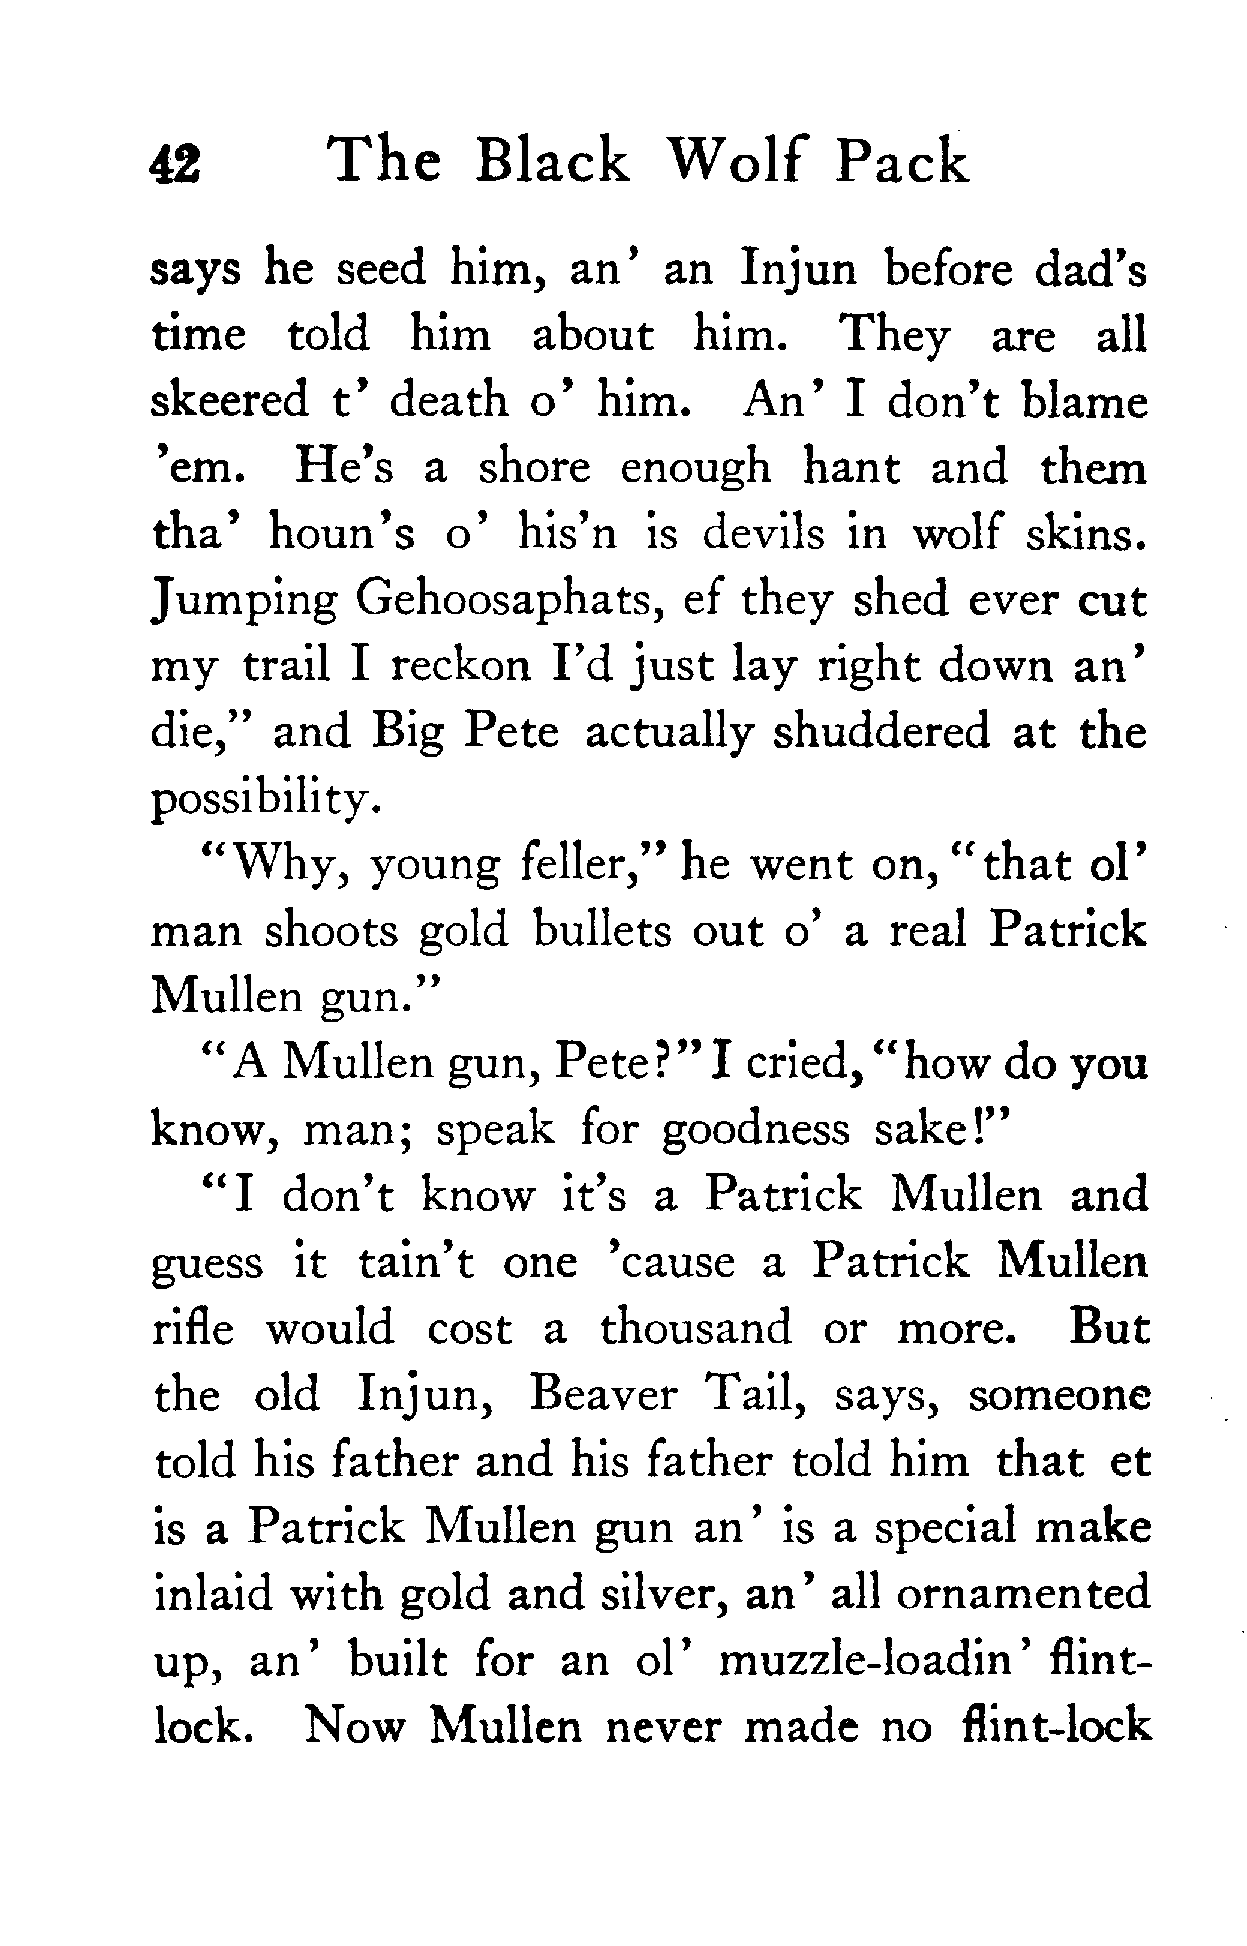 42 The Black Wolf Pack
says he seed him, an' an Injun before dad's
time told him about him. They are all
skeered t' death o' him. An' I don't blame
'em. He's a shore enough hant and them
tha' houn's o' his'n is devils in wolf skins.
Jumping Gehoosaphats, ef they shed ever cut
my trail I reckon I'd just lay right down an'
die," and Big Pete actually shuddered at the
possibility.
"Why, young feller," he went on, "that ol'
man shoots gold bullets out o' a real Patrick
Mullen gun."
"A Mullen gun, Pete?" I cried, "how do you
know, man; speak for goodness sake!"
"I don't know it's a Patrick Mullen and
guess it tain't one 'cause a Patrick Mullen
rifle would cost a thousand or more. But
the old Injun, Beaver Tail, says, someone
told his father and his father told him that et
is a Patrick Mullen gun an' is a special make
inlaid with gold and silver, an' all ornamented
up, an' built for an ol' muzzle-loadin' flint-
lock. Now Mullen never made no flint-lock